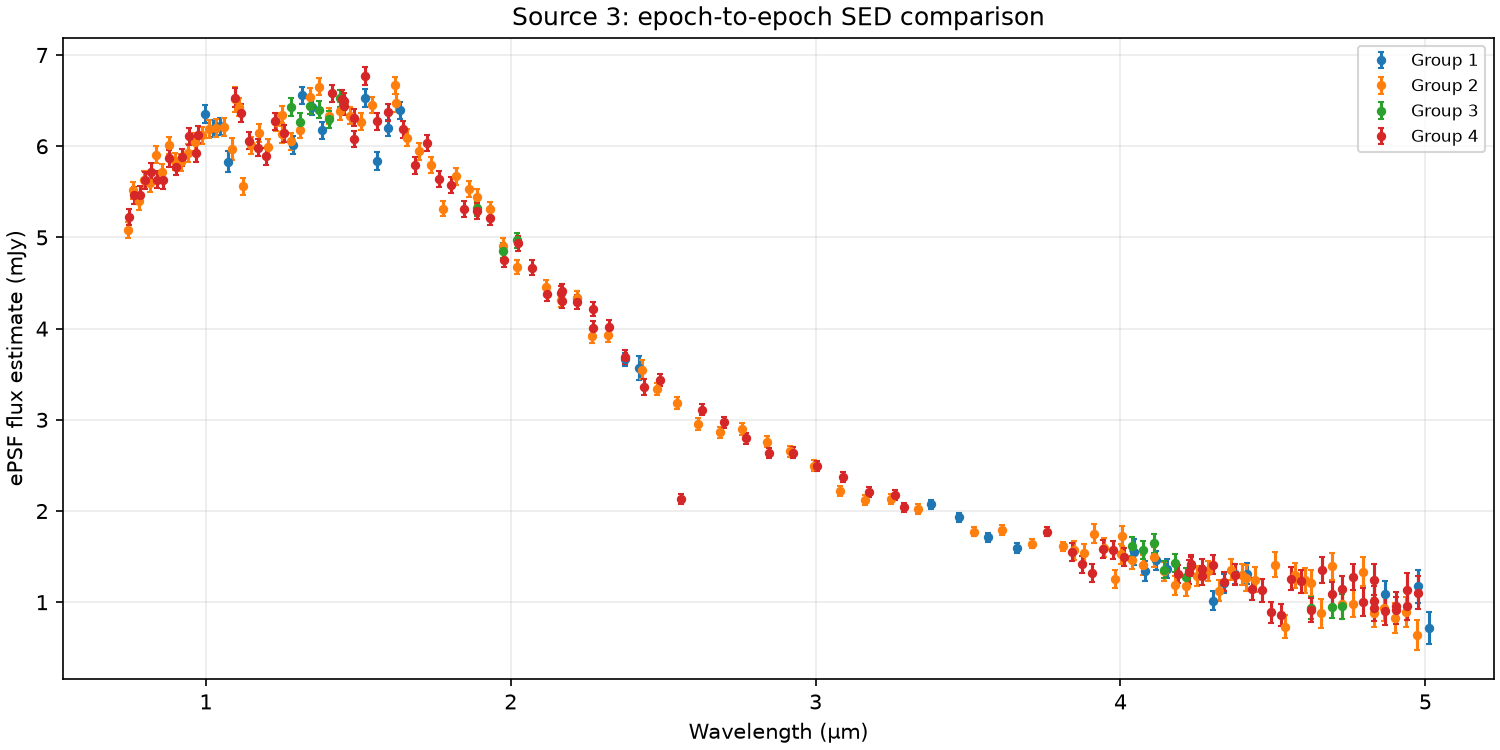 Source 3: epoch-to-epoch SED comparison
ePSF flux estimate (mJy)
7
6
5
4
3
2
1
Group 1
Group 2
Group 3
Group 4
1 2 3 4 5
Wavelength (μm)